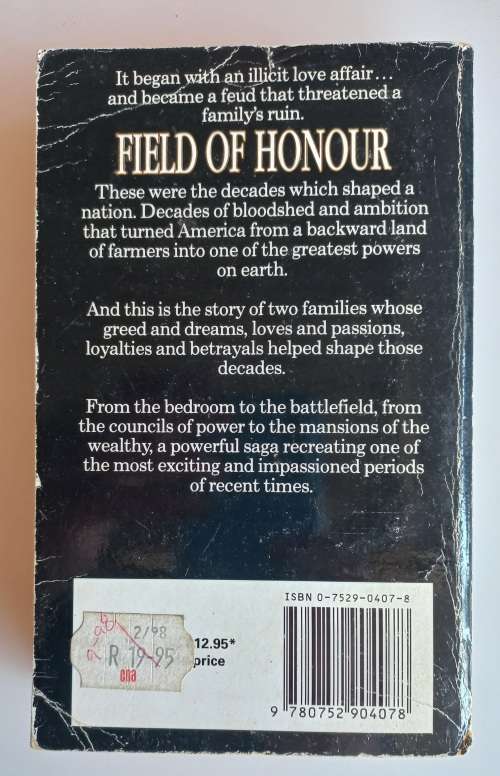 It began with an illicit love affair...
and became a feud that threatened a
family's ruin.
FIELD OF HONOUR
These were the decades which shaped a
nation. Decades of bloodshed and ambition
that turned America from a backward land
of farmers into one of the greatest powers
on earth.
And this is the story of two families whose
greed and dreams, loves and passions,
loyalties and betrayals helped shape those
decades.
From the bedroom to the battlefield, from
the councils of power to the mansions of the
wealthy, a powerful saga recreating one of
the most exciting and impassioned periods
of recent times.
ISBN 0-7529-0407-8
2/98
R 19-95
cna
12.95*
price
9 780752 904078